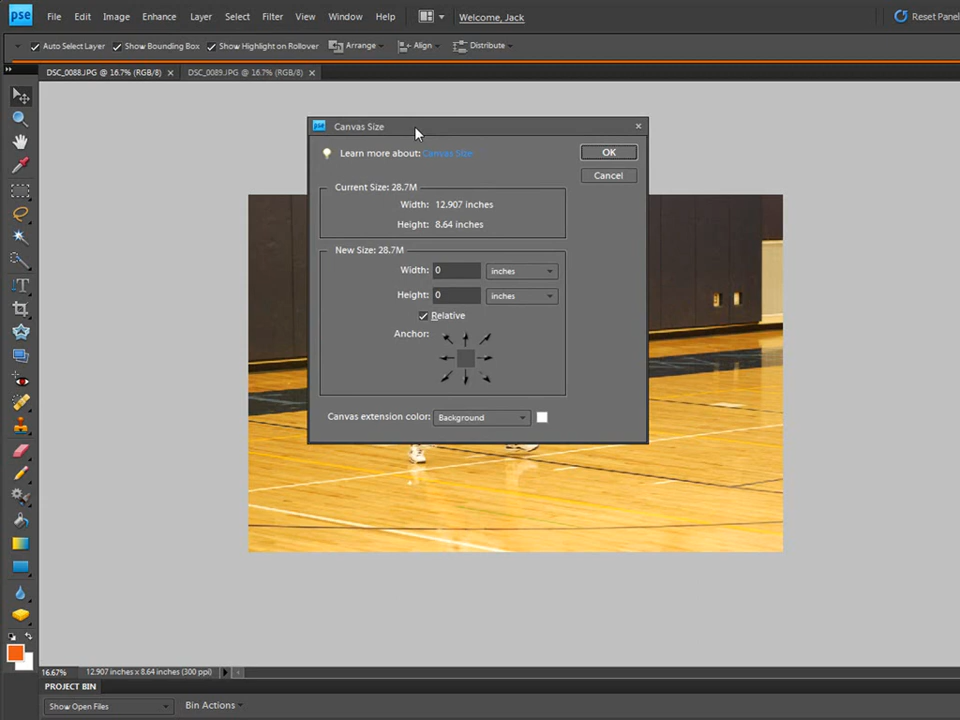 pse File Edit Image Enhance Layer Select Filter View Window Help Welcome, Jack Reset Panel
Auto Select Layer Show Bounding Box Show Highlight on Rollover Arrange Align Distribute
DSC_0088.JPG @ 16.7% (RGB/8) DSC_0089.JPG @ 16.7% (RGB/8)
pse Canvas Size
Learn more about: Canvas Size OK
Cancel
Current Size: 28.7M
Width: 12.907 inches
Height: 8.64 inches
New Size: 28.7M
Width: 0 inches
Height: 0 inches
Relative
Anchor:
Canvas extension color: Background
T
16.67% 12.907 inches x 8.64 inches (300 ppi)
PROJECT BIN
Show Open Files Bin Actions